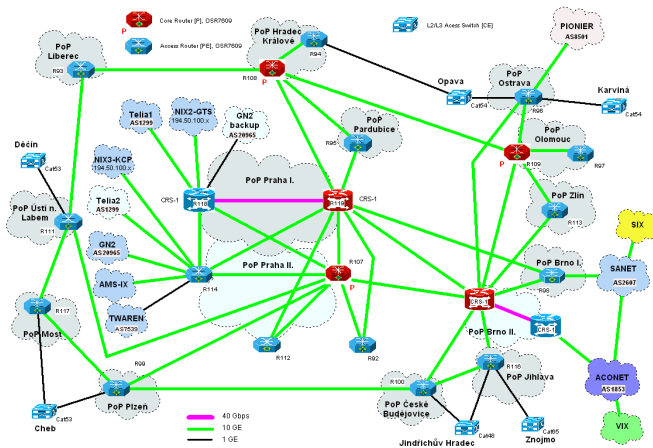 Core Router [P], OSR7609
Access Router [PE], OSR7609
L2/L3 Acess Switch [CE]
PoP Hradec
Králové
R94
R108
P
PIONIER
AS8501
PoP
Liberec
R93
Opava
Cat54
PoP
Ostrava
R96
Karviná
Cat54
Telia1
AS1299
NIX2-GTS
194.50.100.x
GN2
backup
AS20965
PoP
Pardubice
R95
PoP
Olomouc
P
R109
R97
Děčín
Cat53
NIX3-KCP
194.50.100.x
PoP Praha I.
CRS-1
R118
R119
CRS-1
PoP Zlín
R113
Telia2
AS1299
PoP Ústí n.
Labem
R111
SIX
GN2
AS20965
PoP Praha II.
R107
P
PoP Brno I.
R98
SANET
AS2607
AMS-IX
R114
TWAREN
AS7539
CRS-1
CRS-1
PoP Brno II.
R117
PoP Most
R112
R92
R116
PoP Jihlava
R99
PoP Plzeň
R100
PoP České
Budějovice
ACONET
AS1853
Cheb
Cat53
40 Gbps
10 GE
1 GE
Jindřichův Hradec
Cat48
Znojmo
Cat65
VIX